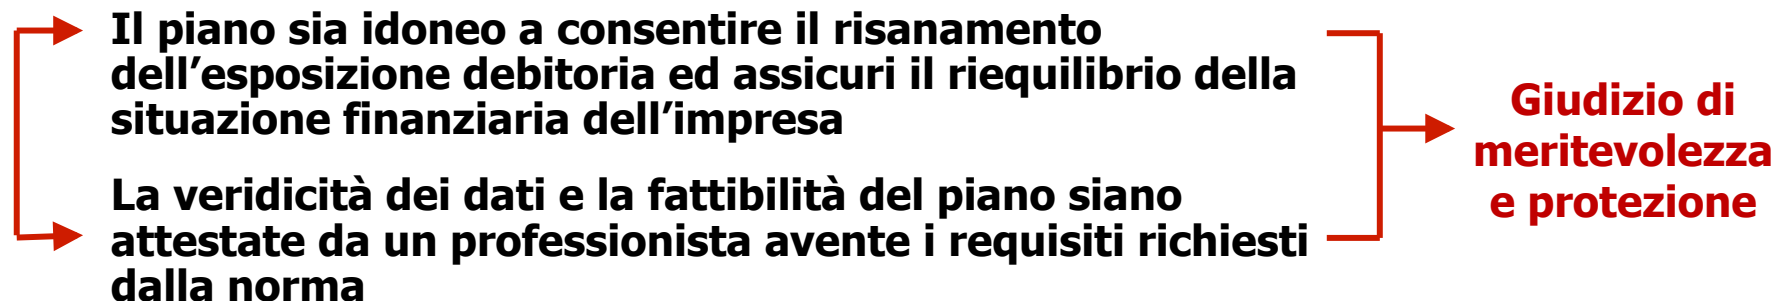 Il piano sia idoneo a consentire il risanamento
dell’esposizione debitoria ed assicuri il riequilibrio della
situazione finanziaria dell’impresa
La veridicità dei dati e la fattibilità del piano siano
attestate da un professionista avente i requisiti richiesti
dalla norma
Giudizio di
meritevolezza
e protezione